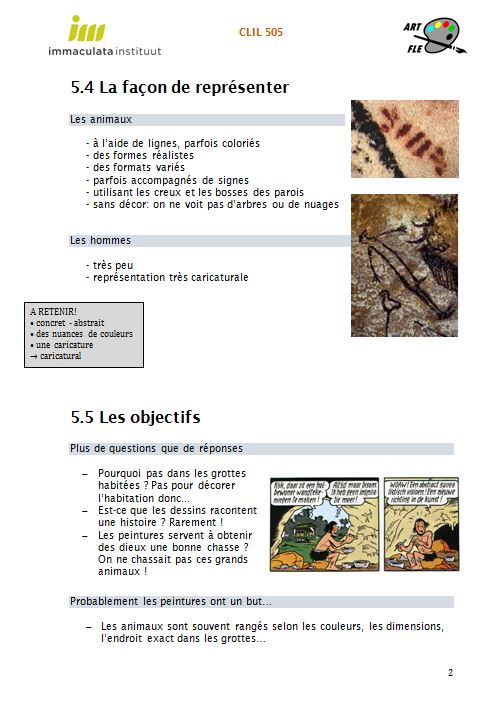 im
immaculata instituut
CLIL 505
ART
FLE
5.4 La façon de représenter
Les animaux
- à l'aide de lignes, parfois coloriés
- des formes réalistes
- des formats variés
- parfois accompagnés de signes
- utilisant les creux et les bosses des parois
- sans décor: on ne voit pas d'arbres ou de nuages
Les hommes
- très peu
- représentation très caricaturale
A RETENIR!
• concret - abstrait
• des nuances de couleurs
• une caricature
→ caricatural
5.5 Les objectifs
Plus de questions que de réponses
– Pourquoi pas dans les grottes
habitées ? Pas pour décorer
l'habitation donc...
– Est-ce que les dessins racontent
une histoire ? Rarement !
– Les peintures servent à obtenir
des dieux une bonne chasse ?
On ne chassait pas ces grands
animaux !
Kok, daar zit een hol-
bewoner wandteke-
ningen te maken !
Altijd maar bisons
Ik heb geen inspira-
tie meer !
WOAW! Een abstract surrea-
listisch visioen! Een nieuwe
richting in de kunst !
Probablement les peintures ont un but...
– Les animaux sont souvent rangés selon les couleurs, les dimensions,
l'endroit exact dans les grottes...
2